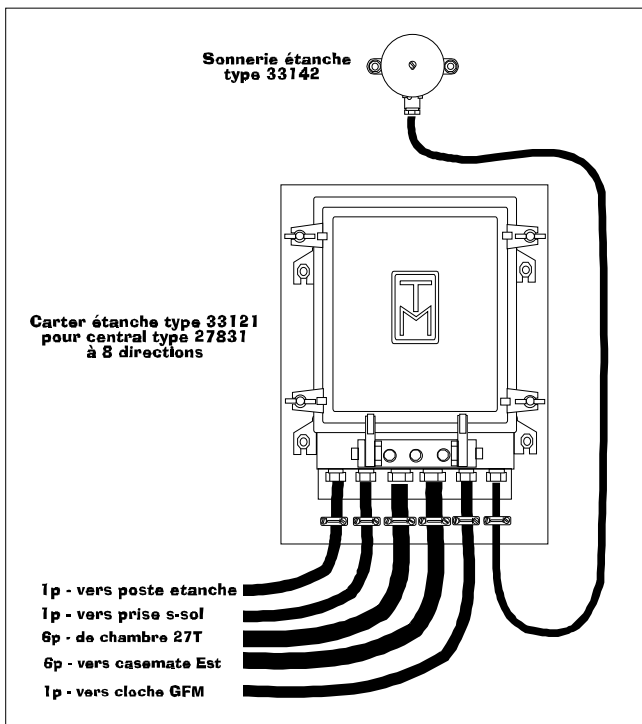 Sonnerie étanche
type 33142
TM
Carter étanche type 33121
pour central type 27831
à 8 directions
1p - vers poste etanche
1p - vers prise s-sol
6p - de chambre 27T
6p - vers casemate Est
1p - vers cloche GFM